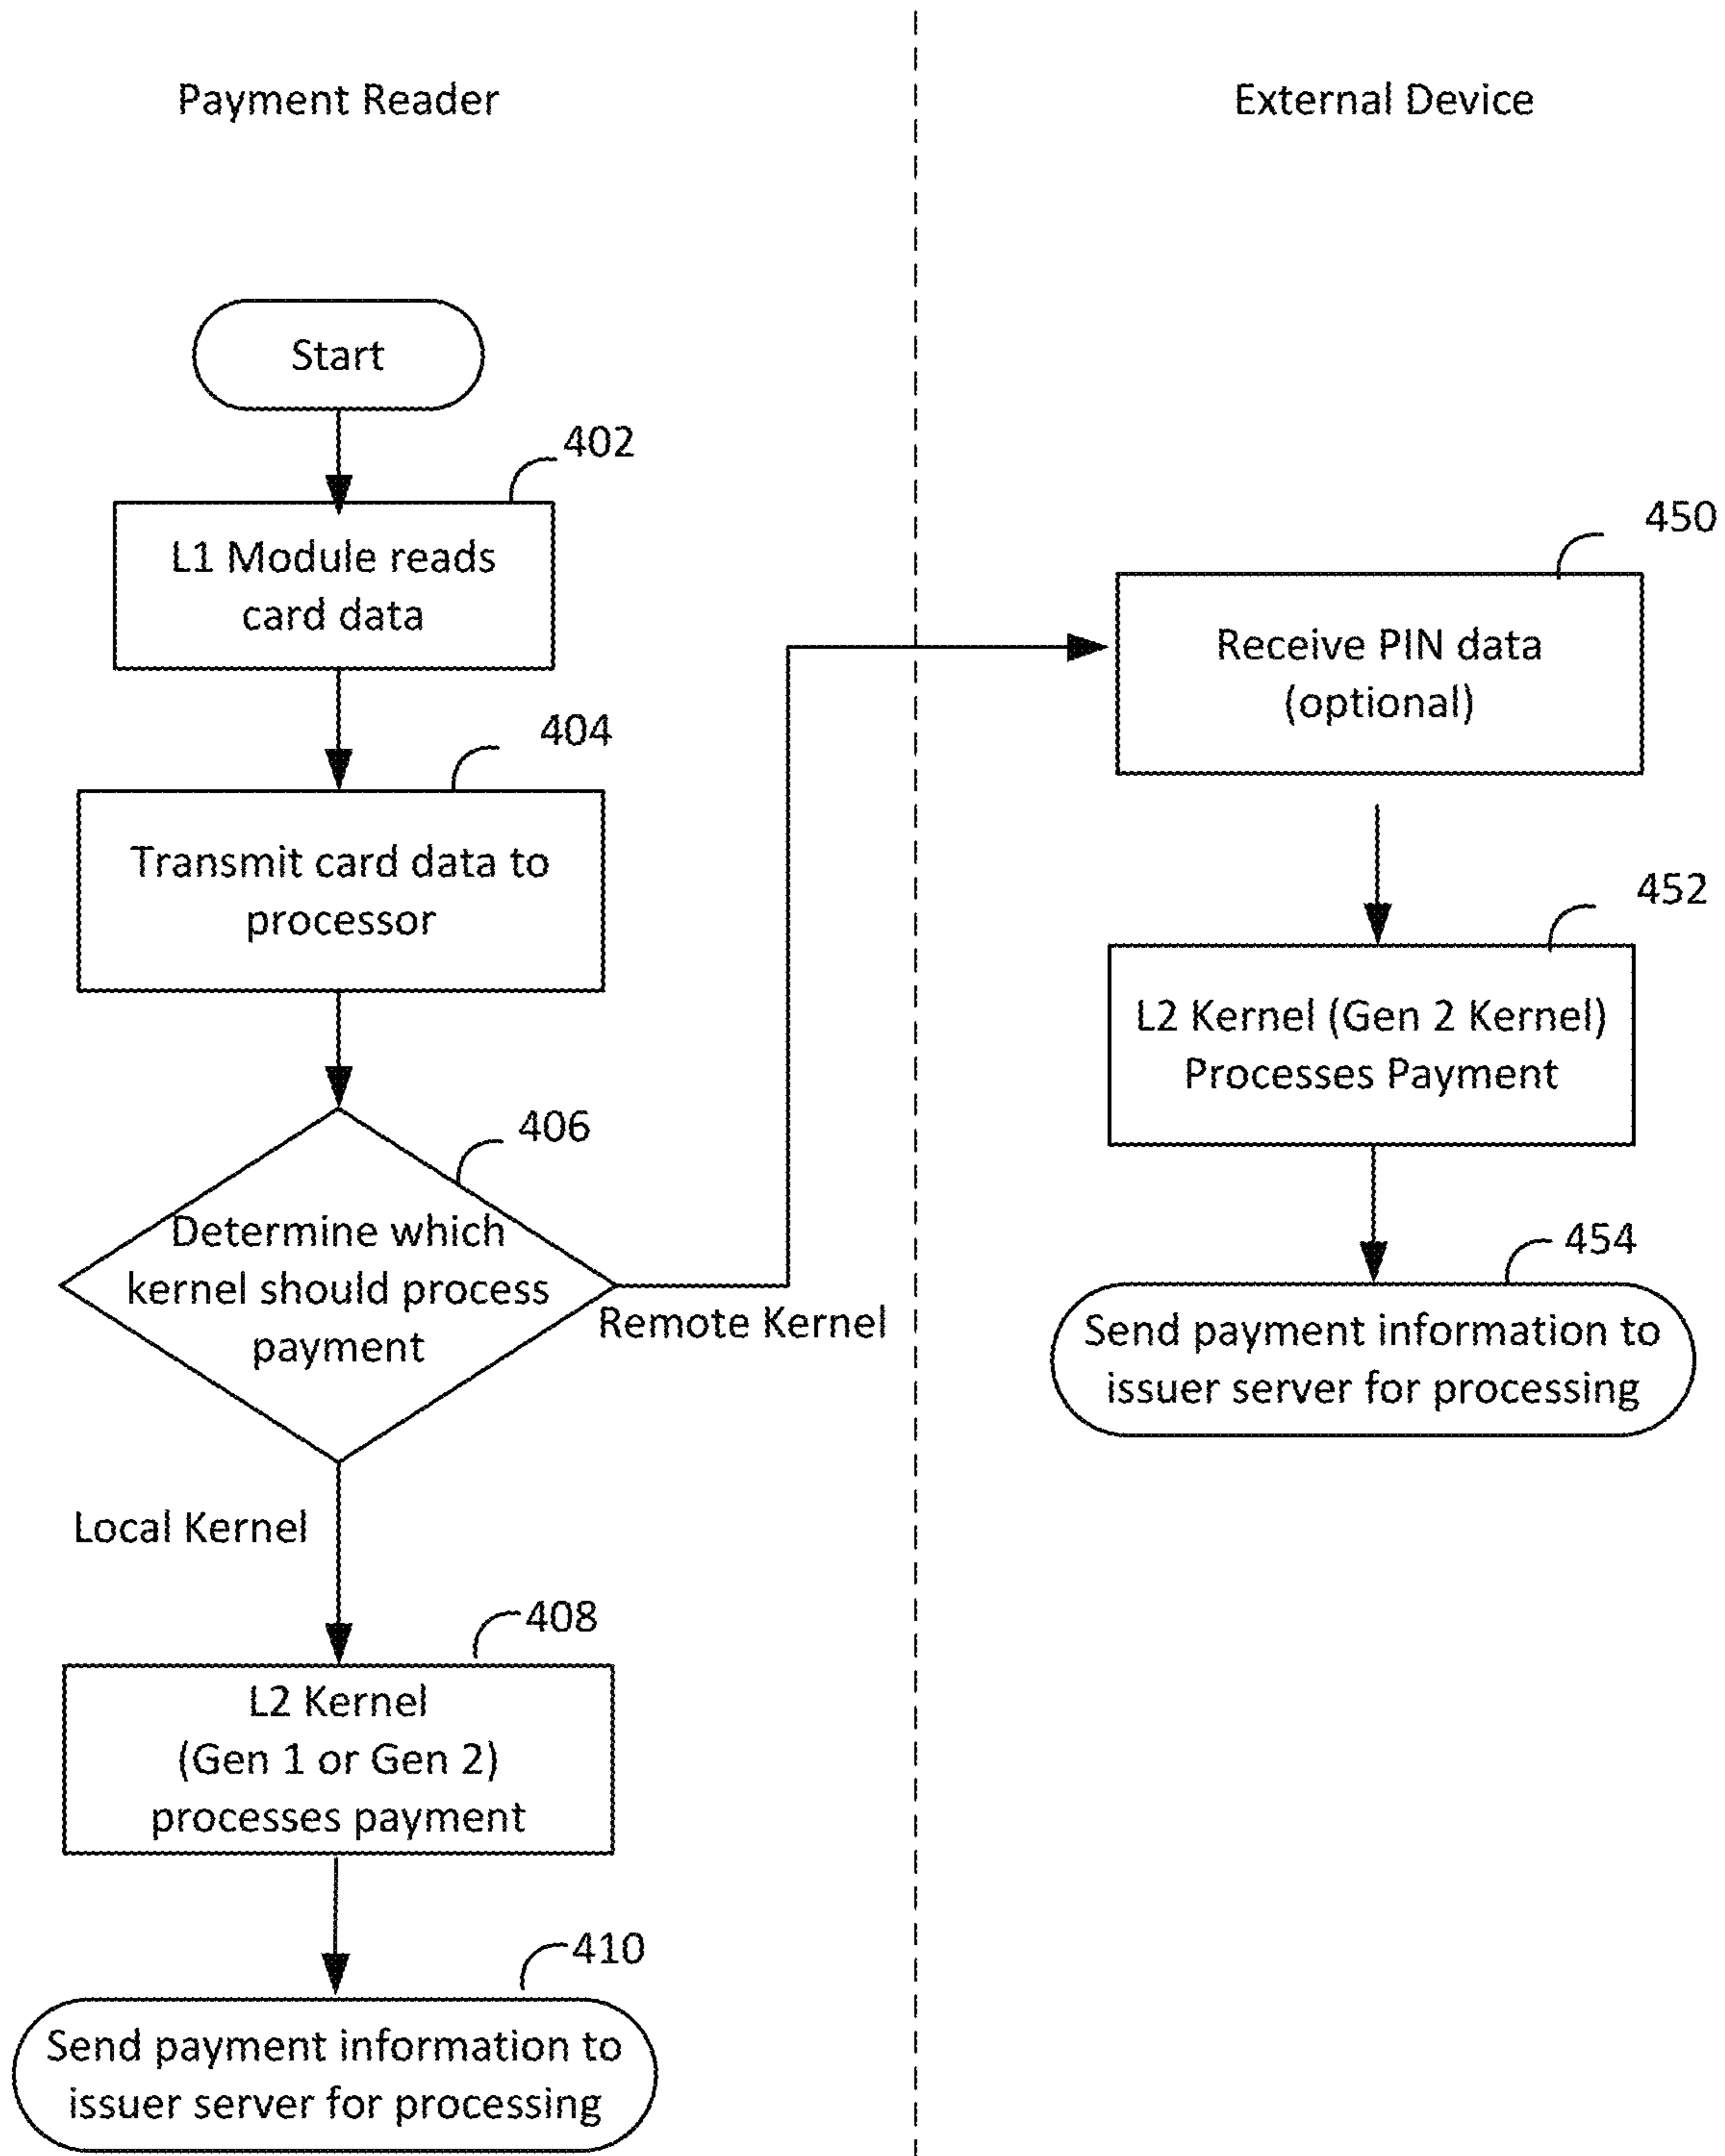 Payment Reader
External Device
Start
402
L1 Module reads
card data
404
Transmit card data to
processor
406
Determine which
kernel should process
payment
Remote Kernel
Local Kernel
408
L2 Kernel
(Gen 1 or Gen 2)
processes payment
410
Send payment information to
issuer server for processing
450
Receive PIN data
(optional)
452
L2 Kernel (Gen 2 Kernel)
Processes Payment
454
Send payment information to
issuer server for processing